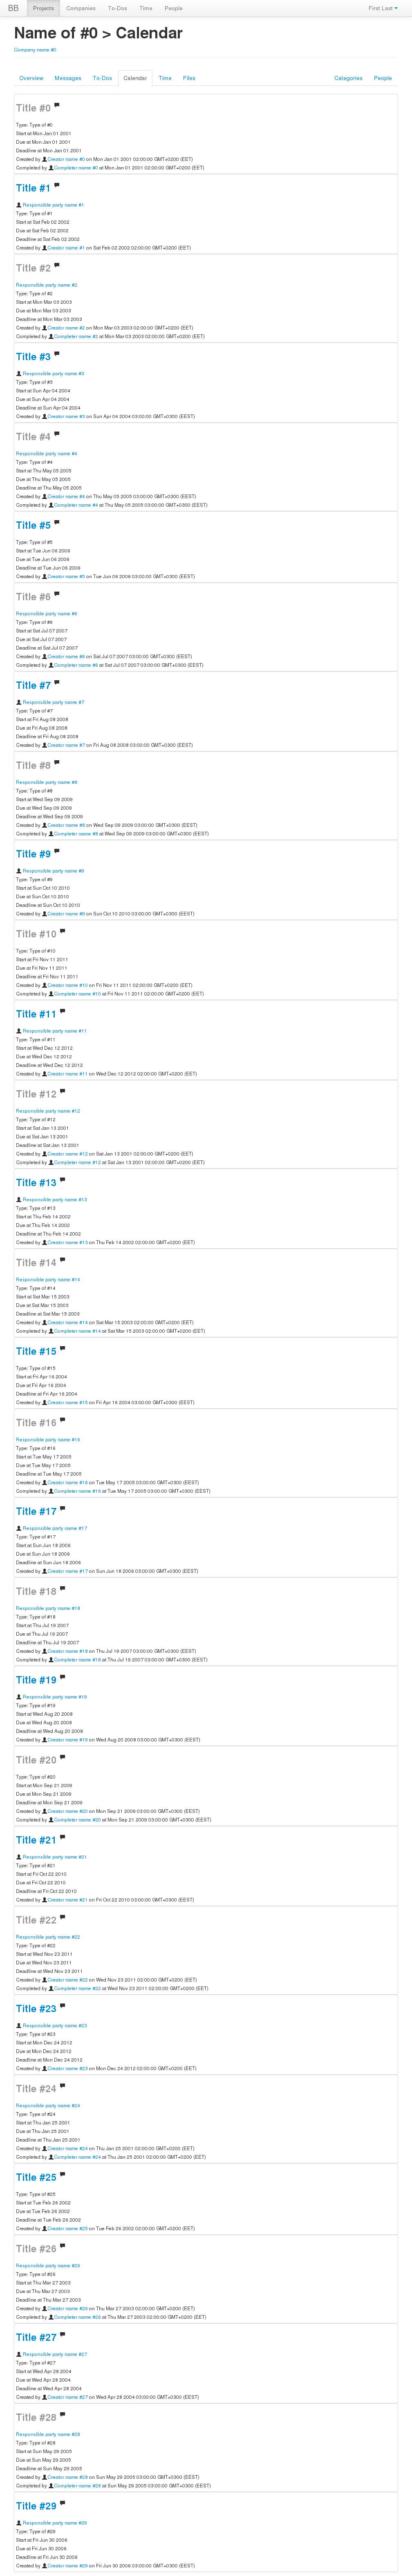 BB Projects Companies To-Dos Time People First Last
Name of #0 > Calendar
Company name #0
Overview Messages To-Dos Calendar Time Files Categories People
Title #0
Type: Type of #0
Start at Mon Jan 01 2001
Due at Mon Jan 01 2001
Deadline at Mon Jan 01 2001
Created by Creator name #0 on Mon Jan 01 2001 02:00:00 GMT+0200 (EET)
Completed by Completer name #0 at Mon Jan 01 2001 02:00:00 GMT+0200 (EET)
Title #1
Responsible party name #1
Type: Type of #1
Start at Sat Feb 02 2002
Due at Sat Feb 02 2002
Deadline at Sat Feb 02 2002
Created by Creator name #1 on Sat Feb 02 2002 02:00:00 GMT+0200 (EET)
Title #2
Responsible party name #2
Type: Type of #2
Start at Mon Mar 03 2003
Due at Mon Mar 03 2003
Deadline at Mon Mar 03 2003
Created by Creator name #2 on Mon Mar 03 2003 02:00:00 GMT+0200 (EET)
Completed by Completer name #2 at Mon Mar 03 2003 02:00:00 GMT+0200 (EET)
Title #3
Responsible party name #3
Type: Type of #3
Start at Sun Apr 04 2004
Due at Sun Apr 04 2004
Deadline at Sun Apr 04 2004
Created by Creator name #3 on Sun Apr 04 2004 03:00:00 GMT+0300 (EEST)
Title #4
Responsible party name #4
Type: Type of #4
Start at Thu May 05 2005
Due at Thu May 05 2005
Deadline at Thu May 05 2005
Created by Creator name #4 on Thu May 05 2005 03:00:00 GMT+0300 (EEST)
Completed by Completer name #4 at Thu May 05 2005 03:00:00 GMT+0300 (EEST)
Title #5
Type: Type of #5
Start at Tue Jun 06 2006
Due at Tue Jun 06 2006
Deadline at Tue Jun 06 2006
Created by Creator name #5 on Tue Jun 06 2006 03:00:00 GMT+0300 (EEST)
Title #6
Responsible party name #6
Type: Type of #6
Start at Sat Jul 07 2007
Due at Sat Jul 07 2007
Deadline at Sat Jul 07 2007
Created by Creator name #6 on Sat Jul 07 2007 03:00:00 GMT+0300 (EEST)
Completed by Completer name #6 at Sat Jul 07 2007 03:00:00 GMT+0300 (EEST)
Title #7
Responsible party name #7
Type: Type of #7
Start at Fri Aug 08 2008
Due at Fri Aug 08 2008
Deadline at Fri Aug 08 2008
Created by Creator name #7 on Fri Aug 08 2008 03:00:00 GMT+0300 (EEST)
Title #8
Responsible party name #8
Type: Type of #8
Start at Wed Sep 09 2009
Due at Wed Sep 09 2009
Deadline at Wed Sep 09 2009
Created by Creator name #8 on Wed Sep 09 2009 03:00:00 GMT+0300 (EEST)
Completed by Completer name #8 at Wed Sep 09 2009 03:00:00 GMT+0300 (EEST)
Title #9
Responsible party name #9
Type: Type of #9
Start at Sun Oct 10 2010
Due at Sun Oct 10 2010
Deadline at Sun Oct 10 2010
Created by Creator name #9 on Sun Oct 10 2010 03:00:00 GMT+0300 (EEST)
Title #10
Type: Type of #10
Start at Fri Nov 11 2011
Due at Fri Nov 11 2011
Deadline at Fri Nov 11 2011
Created by Creator name #10 on Fri Nov 11 2011 02:00:00 GMT+0200 (EET)
Completed by Completer name #10 at Fri Nov 11 2011 02:00:00 GMT+0200 (EET)
Title #11
Responsible party name #11
Type: Type of #11
Start at Wed Dec 12 2012
Due at Wed Dec 12 2012
Deadline at Wed Dec 12 2012
Created by Creator name #11 on Wed Dec 12 2012 02:00:00 GMT+0200 (EET)
Title #12
Responsible party name #12
Type: Type of #12
Start at Sat Jan 13 2001
Due at Sat Jan 13 2001
Deadline at Sat Jan 13 2001
Created by Creator name #12 on Sat Jan 13 2001 02:00:00 GMT+0200 (EET)
Completed by Completer name #12 at Sat Jan 13 2001 02:00:00 GMT+0200 (EET)
Title #13
Responsible party name #13
Type: Type of #13
Start at Thu Feb 14 2002
Due at Thu Feb 14 2002
Deadline at Thu Feb 14 2002
Created by Creator name #13 on Thu Feb 14 2002 02:00:00 GMT+0200 (EET)
Title #14
Responsible party name #14
Type: Type of #14
Start at Sat Mar 15 2003
Due at Sat Mar 15 2003
Deadline at Sat Mar 15 2003
Created by Creator name #14 on Sat Mar 15 2003 02:00:00 GMT+0200 (EET)
Completed by Completer name #14 at Sat Mar 15 2003 02:00:00 GMT+0200 (EET)
Title #15
Type: Type of #15
Start at Fri Apr 16 2004
Due at Fri Apr 16 2004
Deadline at Fri Apr 16 2004
Created by Creator name #15 on Fri Apr 16 2004 03:00:00 GMT+0300 (EEST)
Title #16
Responsible party name #16
Type: Type of #16
Start at Tue May 17 2005
Due at Tue May 17 2005
Deadline at Tue May 17 2005
Created by Creator name #16 on Tue May 17 2005 03:00:00 GMT+0300 (EEST)
Completed by Completer name #16 at Tue May 17 2005 03:00:00 GMT+0300 (EEST)
Title #17
Responsible party name #17
Type: Type of #17
Start at Sun Jun 18 2006
Due at Sun Jun 18 2006
Deadline at Sun Jun 18 2006
Created by Creator name #17 on Sun Jun 18 2006 03:00:00 GMT+0300 (EEST)
Title #18
Responsible party name #18
Type: Type of #18
Start at Thu Jul 19 2007
Due at Thu Jul 19 2007
Deadline at Thu Jul 19 2007
Created by Creator name #18 on Thu Jul 19 2007 03:00:00 GMT+0300 (EEST)
Completed by Completer name #18 at Thu Jul 19 2007 03:00:00 GMT+0300 (EEST)
Title #19
Responsible party name #19
Type: Type of #19
Start at Wed Aug 20 2008
Due at Wed Aug 20 2008
Deadline at Wed Aug 20 2008
Created by Creator name #19 on Wed Aug 20 2008 03:00:00 GMT+0300 (EEST)
Title #20
Type: Type of #20
Start at Mon Sep 21 2009
Due at Mon Sep 21 2009
Deadline at Mon Sep 21 2009
Created by Creator name #20 on Mon Sep 21 2009 03:00:00 GMT+0300 (EEST)
Completed by Completer name #20 at Mon Sep 21 2009 03:00:00 GMT+0300 (EEST)
Title #21
Responsible party name #21
Type: Type of #21
Start at Fri Oct 22 2010
Due at Fri Oct 22 2010
Deadline at Fri Oct 22 2010
Created by Creator name #21 on Fri Oct 22 2010 03:00:00 GMT+0300 (EEST)
Title #22
Responsible party name #22
Type: Type of #22
Start at Wed Nov 23 2011
Due at Wed Nov 23 2011
Deadline at Wed Nov 23 2011
Created by Creator name #22 on Wed Nov 23 2011 02:00:00 GMT+0200 (EET)
Completed by Completer name #22 at Wed Nov 23 2011 02:00:00 GMT+0200 (EET)
Title #23
Responsible party name #23
Type: Type of #23
Start at Mon Dec 24 2012
Due at Mon Dec 24 2012
Deadline at Mon Dec 24 2012
Created by Creator name #23 on Mon Dec 24 2012 02:00:00 GMT+0200 (EET)
Title #24
Responsible party name #24
Type: Type of #24
Start at Thu Jan 25 2001
Due at Thu Jan 25 2001
Deadline at Thu Jan 25 2001
Created by Creator name #24 on Thu Jan 25 2001 02:00:00 GMT+0200 (EET)
Completed by Completer name #24 at Thu Jan 25 2001 02:00:00 GMT+0200 (EET)
Title #25
Type: Type of #25
Start at Tue Feb 26 2002
Due at Tue Feb 26 2002
Deadline at Tue Feb 26 2002
Created by Creator name #25 on Tue Feb 26 2002 02:00:00 GMT+0200 (EET)
Title #26
Responsible party name #26
Type: Type of #26
Start at Thu Mar 27 2003
Due at Thu Mar 27 2003
Deadline at Thu Mar 27 2003
Created by Creator name #26 on Thu Mar 27 2003 02:00:00 GMT+0200 (EET)
Completed by Completer name #26 at Thu Mar 27 2003 02:00:00 GMT+0200 (EET)
Title #27
Responsible party name #27
Type: Type of #27
Start at Wed Apr 28 2004
Due at Wed Apr 28 2004
Deadline at Wed Apr 28 2004
Created by Creator name #27 on Wed Apr 28 2004 03:00:00 GMT+0300 (EEST)
Title #28
Responsible party name #28
Type: Type of #28
Start at Sun May 29 2005
Due at Sun May 29 2005
Deadline at Sun May 29 2005
Created by Creator name #28 on Sun May 29 2005 03:00:00 GMT+0300 (EEST)
Completed by Completer name #28 at Sun May 29 2005 03:00:00 GMT+0300 (EEST)
Title #29
Responsible party name #29
Type: Type of #29
Start at Fri Jun 30 2006
Due at Fri Jun 30 2006
Deadline at Fri Jun 30 2006
Created by Creator name #29 on Fri Jun 30 2006 03:00:00 GMT+0300 (EEST)